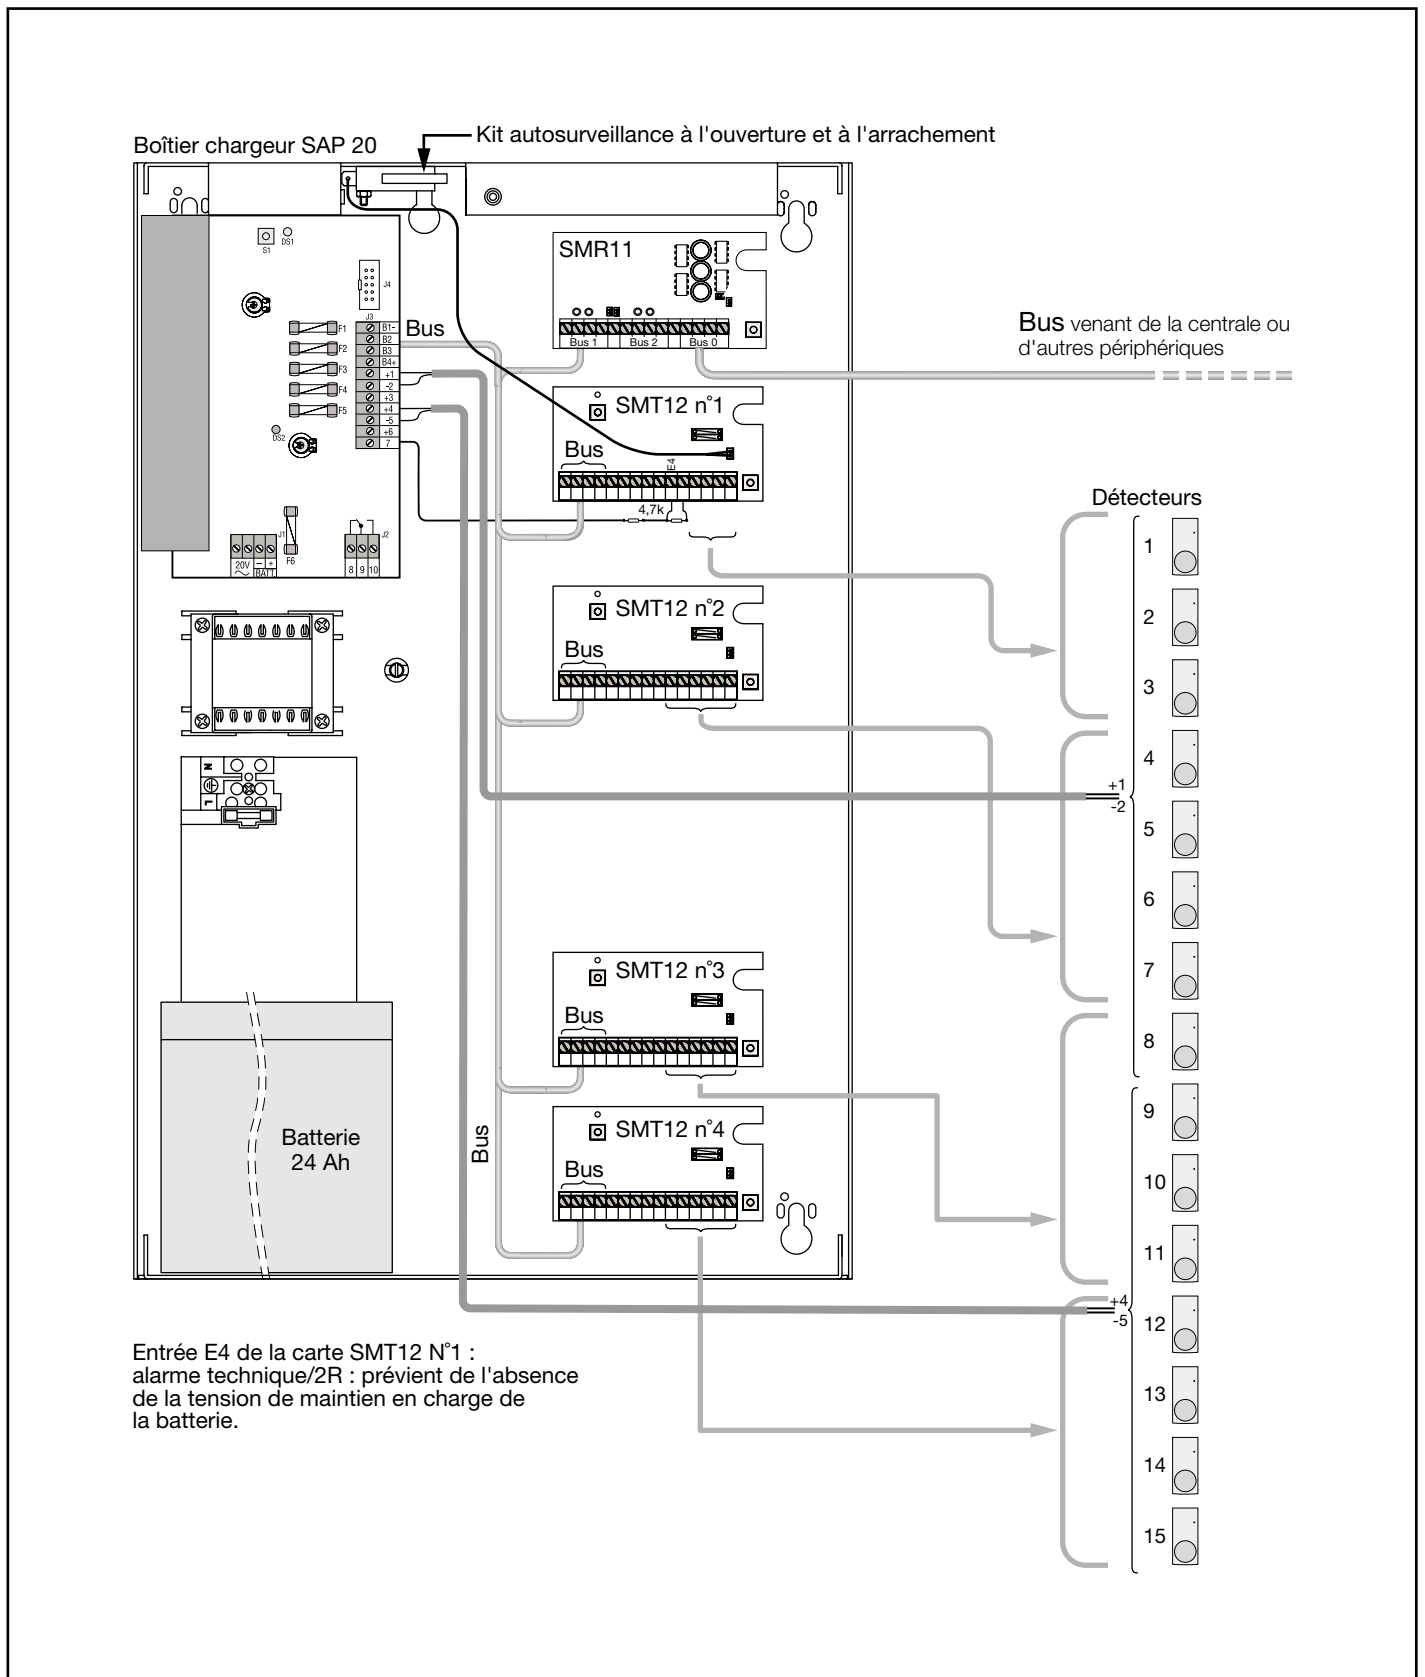 Kit autosurveillance à l'ouverture et à l'arrachement
Boîtier chargeur SAP 20
S1
DS1
J4
J3
F1
F2
F3
F4
F5
B1-
B2
B3
B4+
+1
-2
+3
+4
-5
+6
7
DS2
F6
J1
J2
20V
- +
BATT.
8 9 10
Bus
SMR11
Bus 1 Bus 2 Bus 0
Bus venant de la centrale ou
d'autres périphériques
SMT12 n°1
Bus
E4
4,7k
SMT12 n°2
Bus
N
L
SMT12 n°3
Bus
Bus
SMT12 n°4
Bus
Batterie
24 Ah
Détecteurs
1
2
3
4
+1
-2
5
6
7
8
9
10
11
+4
-5
12
13
14
15
Entrée E4 de la carte SMT12 N°1 :
alarme technique/2R : prévient de l'absence
de la tension de maintien en charge de
la batterie.